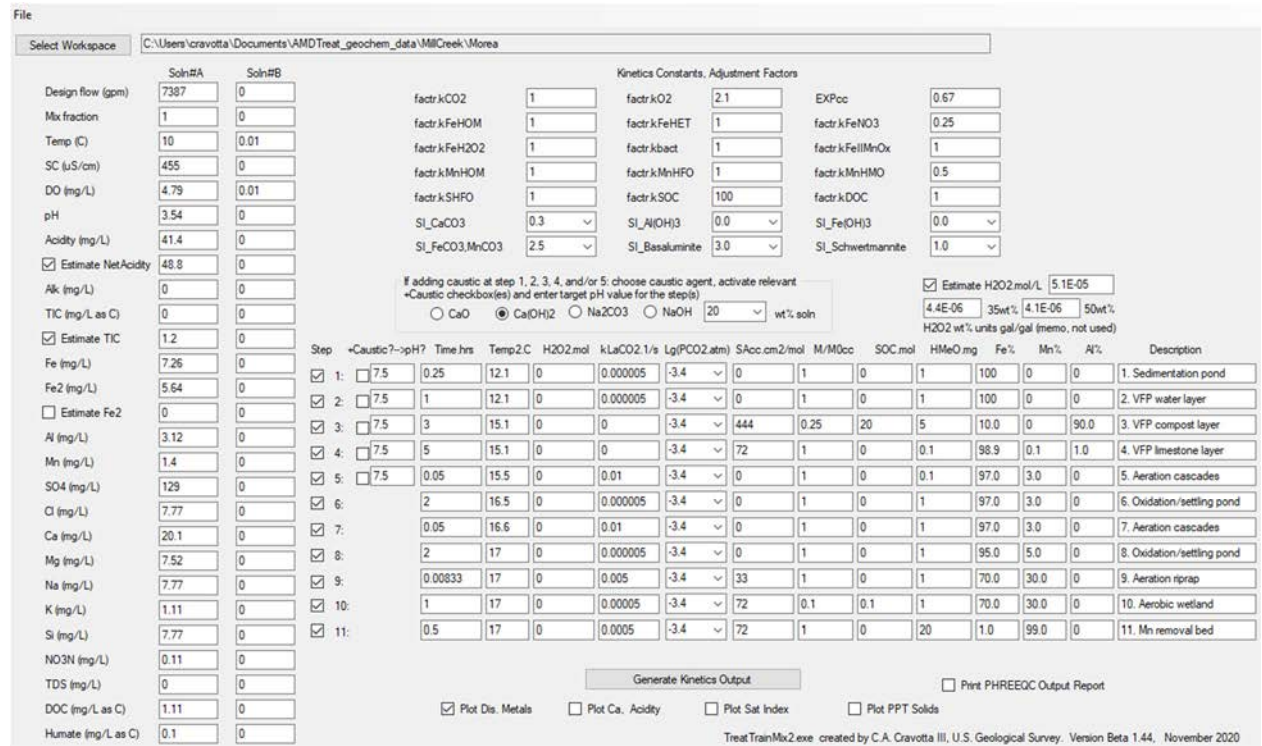 File
Select Workspace C:\Users\cravotta\Documents\AMDTreat_geochem_data\MillCreek\Morea
Soln#A Soln#B
Design flow (gpm) 7387 0
Mix fraction 1 0
Temp (C) 10 0.01
SC (uS/cm) 455 0
DO (mg/L) 4.79 0.01
pH 3.54 0
Acidity (mg/L) 41.4 0
Estimate NetAcidity 48.8 0
Alk (mg/L) 0 0
TIC (mg/L as C) 0 0
Estimate TIC 1.2 0
Fe (mg/L) 7.26 0
Fe2 (mg/L) 5.64 0
Estimate Fe2 0 0
Al (mg/L) 3.12 0
Mn (mg/L) 1.4 0
SO4 (mg/L) 129 0
Cl (mg/L) 7.77 0
Ca (mg/L) 20.1 0
Mg (mg/L) 7.52 0
Na (mg/L) 7.77 0
K (mg/L) 1.11 0
Si (mg/L) 7.77 0
NO3N (mg/L) 0.11 0
TDS (mg/L) 0 0
DOC (mg/L as C) 1.11 0
Humate (mg/L as C) 0.1 0
Kinetics Constants, Adjustment Factors
factr.kCO2 1 factr.kO2 2.1 EXPcc 0.67
factr.kFeHOM 1 factr.kFeHET 1 factr.kFeNO3 0.25
factr.kFeH2O2 1 factr.kbact 1 factr.kFeIIMnOx 1
factr.kMnHOM 1 factr.kMnHFO 1 factr.kMnHMO 0.5
factr.kSHFO 1 factr.kSOC 100 factr.kDOC 1
SI_CaCO3 0.3 SI_Al(OH)3 0.0 SI_Fe(OH)3 0.0
SI_FeCO3,MnCO3 2.5 SI_Basaluminite 3.0 SI_Schwertmannite 1.0
If adding caustic at step 1, 2, 3, 4, and/or 5: choose caustic agent, activate relevant
+Caustic checkbox(es) and enter target pH value for the step(s)
CaO Ca(OH)2 Na2CO3 NaOH 20 wt% soln
Estimate H2O2.mol/L 5.1E-05
4.4E-06 35wt% 4.1E-06 50wt%
H2O2 wt% units gal/gal (memo, not used)
Step +Caustic?-->pH? Time.hrs Temp2.C H2O2.mol kLaCO2.1/s Lg(PCO2.atm) SAcc.cm2/mol M/M0cc SOC.mol HMeO.mg Fe% Mn% Al% Description
1: 7.5 0.25 12.1 0 0.000005 -3.4 0 1 0 1 100 0 0 1. Sedimentation pond
2: 7.5 1 12.1 0 0.000005 -3.4 0 1 0 1 100 0 0 2. VFP water layer
3: 7.5 3 15.1 0 0 -3.4 444 0.25 20 5 10.0 0 90.0 3. VFP compost layer
4: 7.5 5 15.1 0 0 -3.4 72 1 0 0.1 98.9 0.1 1.0 4. VFP limestone layer
5: 7.5 0.05 15.5 0 0.01 -3.4 0 1 0 0.1 97.0 3.0 0 5. Aeration cascades
6: 2 16.5 0 0.000005 -3.4 0 1 0 1 97.0 3.0 0 6. Oxidation/settling pond
7: 0.05 16.6 0 0.01 -3.4 0 1 0 1 97.0 3.0 0 7. Aeration cascades
8: 2 17 0 0.000005 -3.4 0 1 0 1 95.0 5.0 0 8. Oxidation/settling pond
9: 0.00833 17 0 0.005 -3.4 33 1 0 1 70.0 30.0 0 9. Aeration riprap
10: 1 17 0 0.00005 -3.4 72 0.1 0.1 1 70.0 30.0 0 10. Aerobic wetland
11: 0.5 17 0 0.0005 -3.4 72 1 0 20 1.0 99.0 0 11. Mn removal bed
Generate Kinetics Output Print PHREEQC Output Report
Plot Dis. Metals Plot Ca, Acidity Plot Sat Index Plot PPT Solids
TreatTrainMix2.exe created by C.A. Cravotta III, U.S. Geological Survey. Version Beta 1.44, November 2020